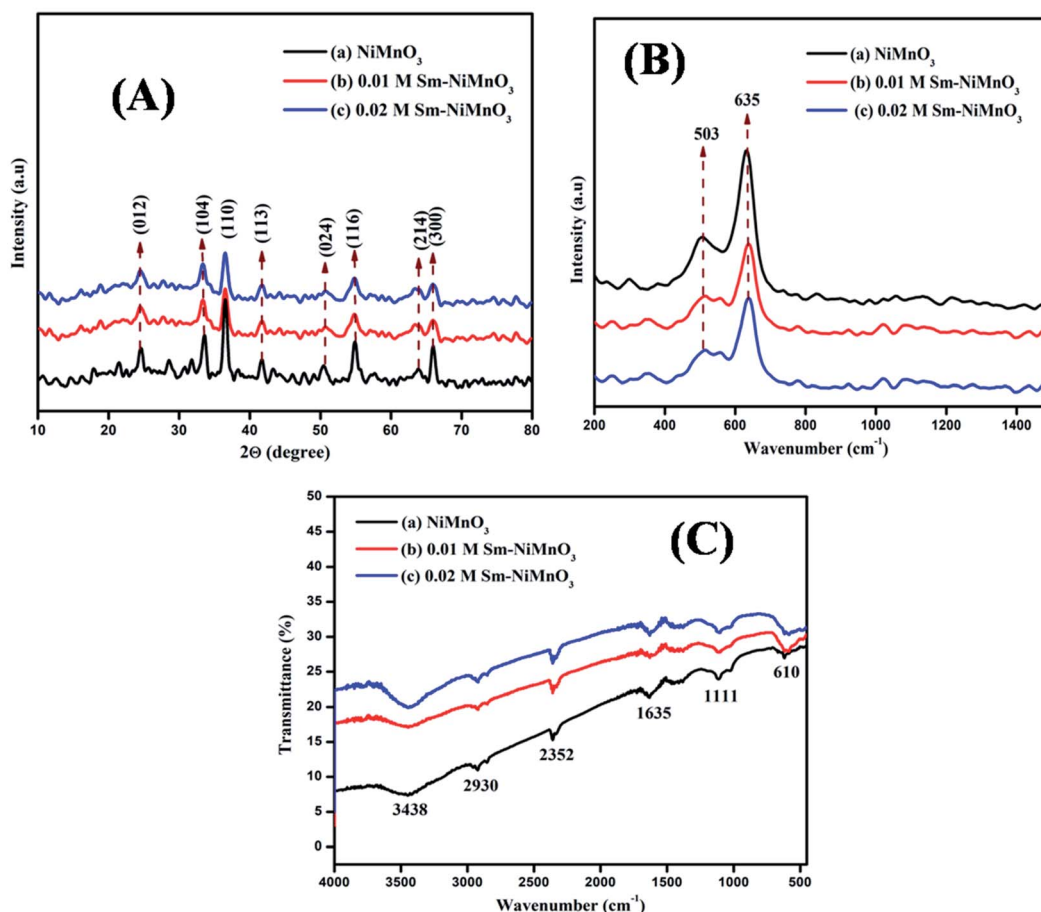 (A)
(a) NiMnO₃
(b) 0.01 M Sm-NiMnO₃
(c) 0.02 M Sm-NiMnO₃
(012)
(104)
(110)
(113)
(024)
(116)
(214)
(300)
Intensity (a.u)
10 20 30 40 50 60 70 80
2Θ (degree)
(B)
(a) NiMnO₃
(b) 0.01 M Sm-NiMnO₃
(c) 0.02 M Sm-NiMnO₃
503
635
Intensity (a.u)
200 400 600 800 1000 1200 1400
Wavenumber (cm⁻¹)
(C)
(a) NiMnO₃
(b) 0.01 M Sm-NiMnO₃
(c) 0.02 M Sm-NiMnO₃
50
45
40
35
30
25
20
15
10
5
0
Transmittance (%)
3438
2930
2352
1635
1111
610
4000 3500 3000 2500 2000 1500 1000 500
Wavenumber (cm⁻¹)